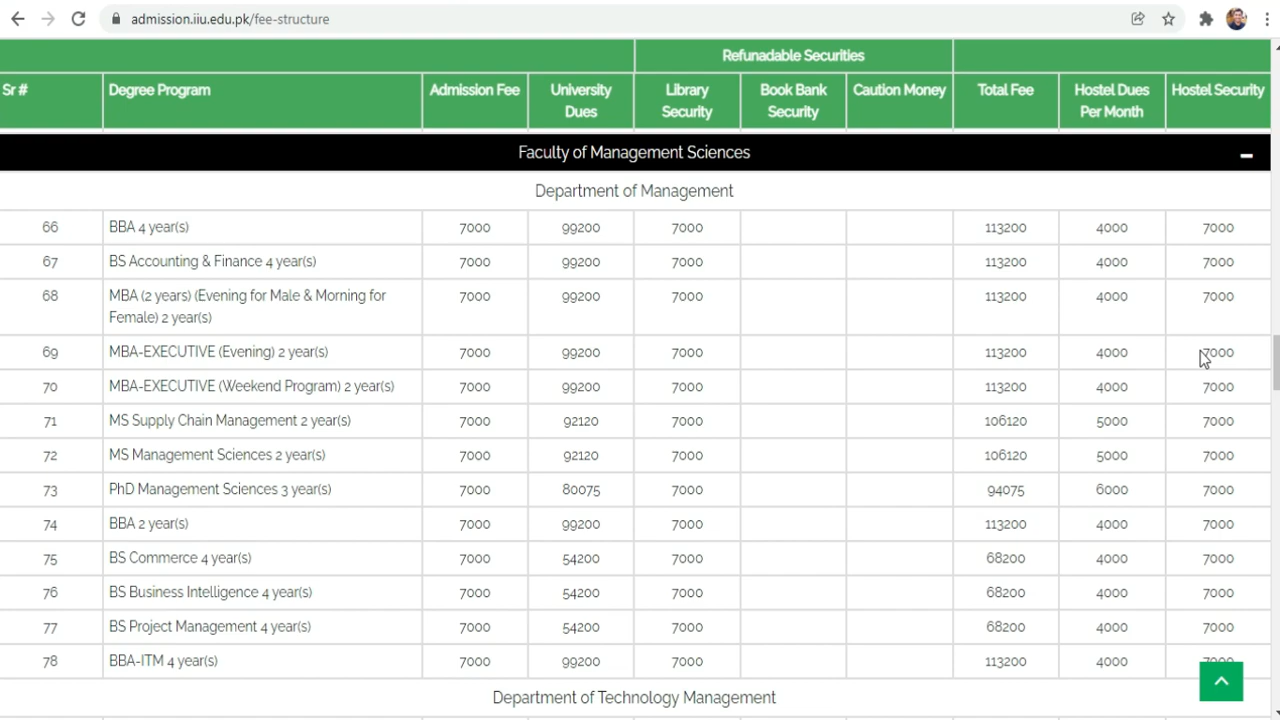 admission.iiu.edu.pk/fee-structure
Refunadable Securities
Sr # Degree Program Admission Fee University Dues Library Security Book Bank Security Caution Money Total Fee Hostel Dues Per Month Hostel Security
Faculty of Management Sciences
Department of Management
66 BBA 4 year(s) 7000 99200 7000 113200 4000 7000
67 BS Accounting & Finance 4 year(s) 7000 99200 7000 113200 4000 7000
68 MBA (2 years) (Evening for Male & Morning for Female) 2 year(s) 7000 99200 7000 113200 4000 7000
69 MBA-EXECUTIVE (Evening) 2 year(s) 7000 99200 7000 113200 4000 7000
70 MBA-EXECUTIVE (Weekend Program) 2 year(s) 7000 99200 7000 113200 4000 7000
71 MS Supply Chain Management 2 year(s) 7000 92120 7000 106120 5000 7000
72 MS Management Sciences 2 year(s) 7000 92120 7000 106120 5000 7000
73 PhD Management Sciences 3 year(s) 7000 80075 7000 94075 6000 7000
74 BBA 2 year(s) 7000 99200 7000 113200 4000 7000
75 BS Commerce 4 year(s) 7000 54200 7000 68200 4000 7000
76 BS Business Intelligence 4 year(s) 7000 54200 7000 68200 4000 7000
77 BS Project Management 4 year(s) 7000 54200 7000 68200 4000 7000
78 BBA-ITM 4 year(s) 7000 99200 7000 113200 4000 7000
Department of Technology Management